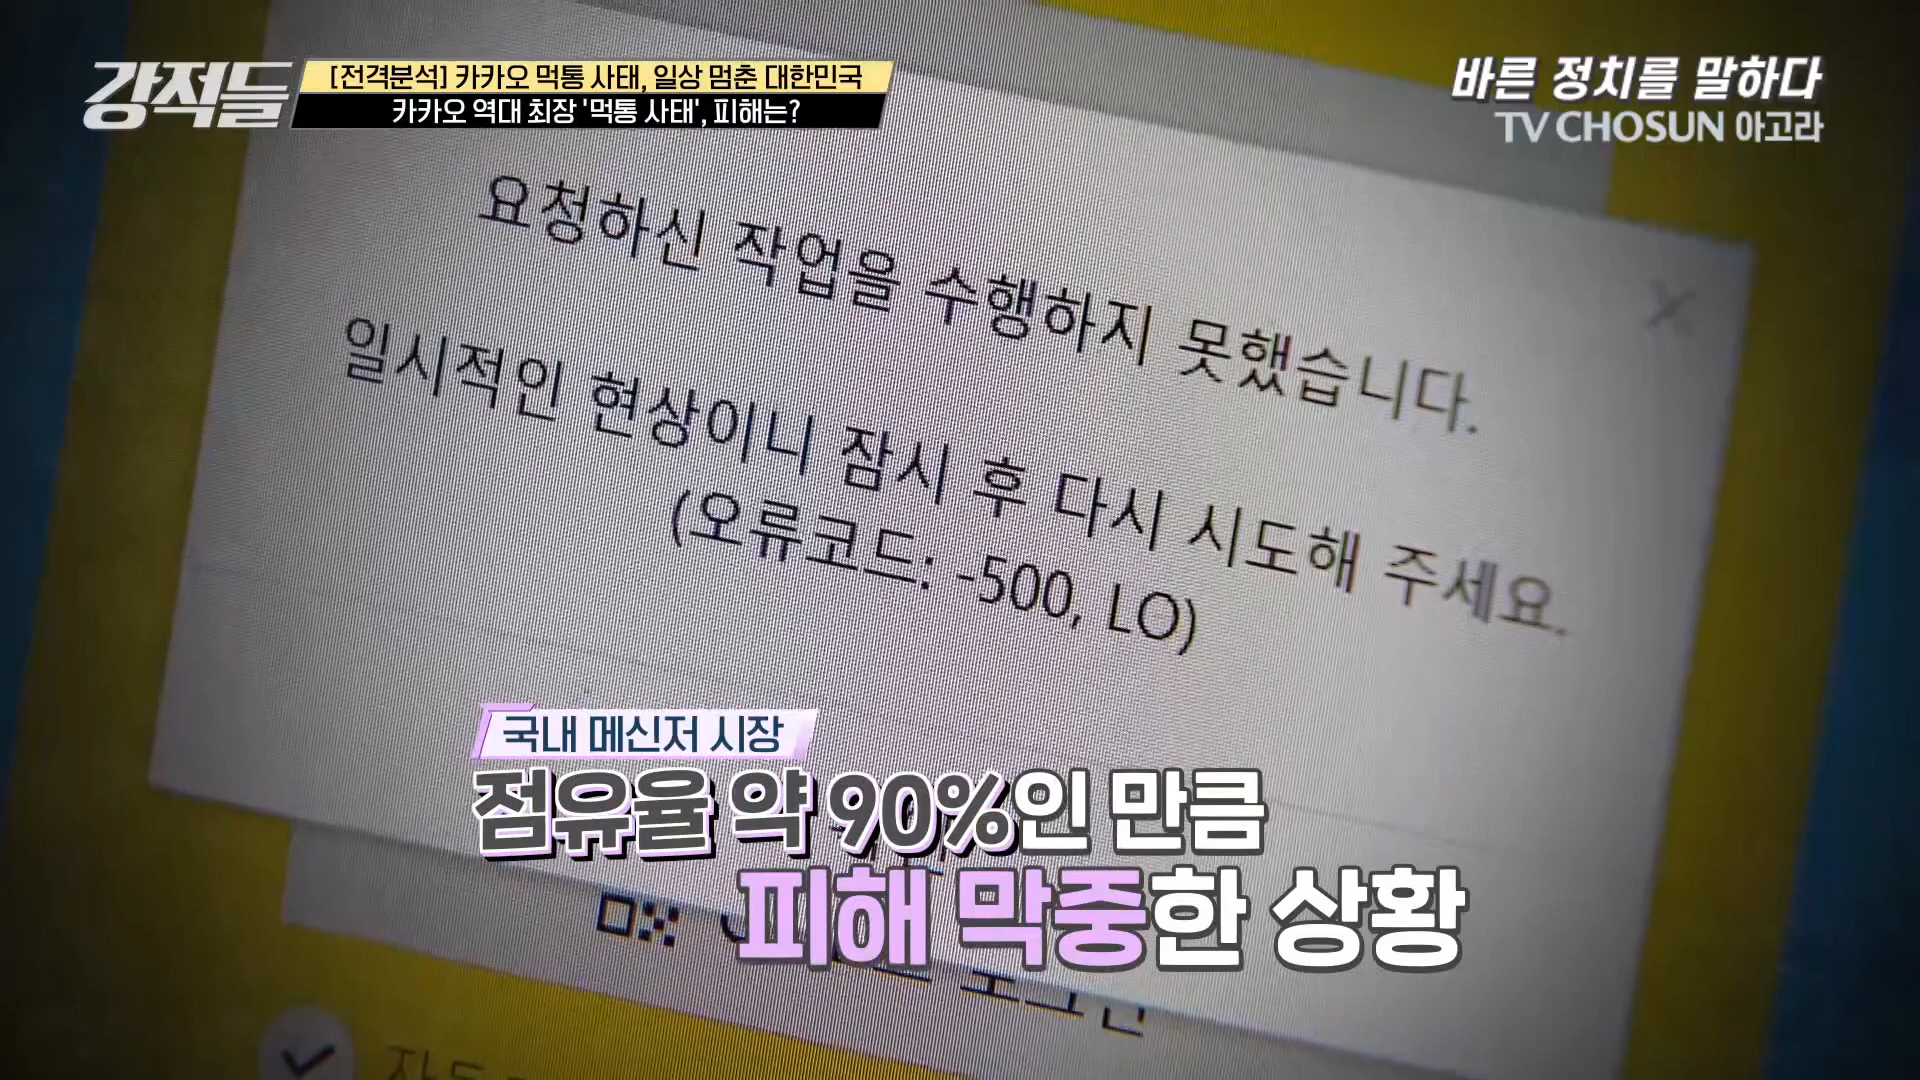 강적들
[전격분석] 카카오 먹통 사태, 일상 멈춘 대한민국
카카오 역대 최장 '먹통 사태', 피해는?
바른 정치를 말하다
TV CHOSUN 아고라
요청하신 작업을 수행하지 못했습니다.
일시적인 현상이니 잠시 후 다시 시도해 주세요.
(오류코드: -500, LO)
국내 메신저 시장
점유율 약 90%인 만큼
피해 막중한 상황